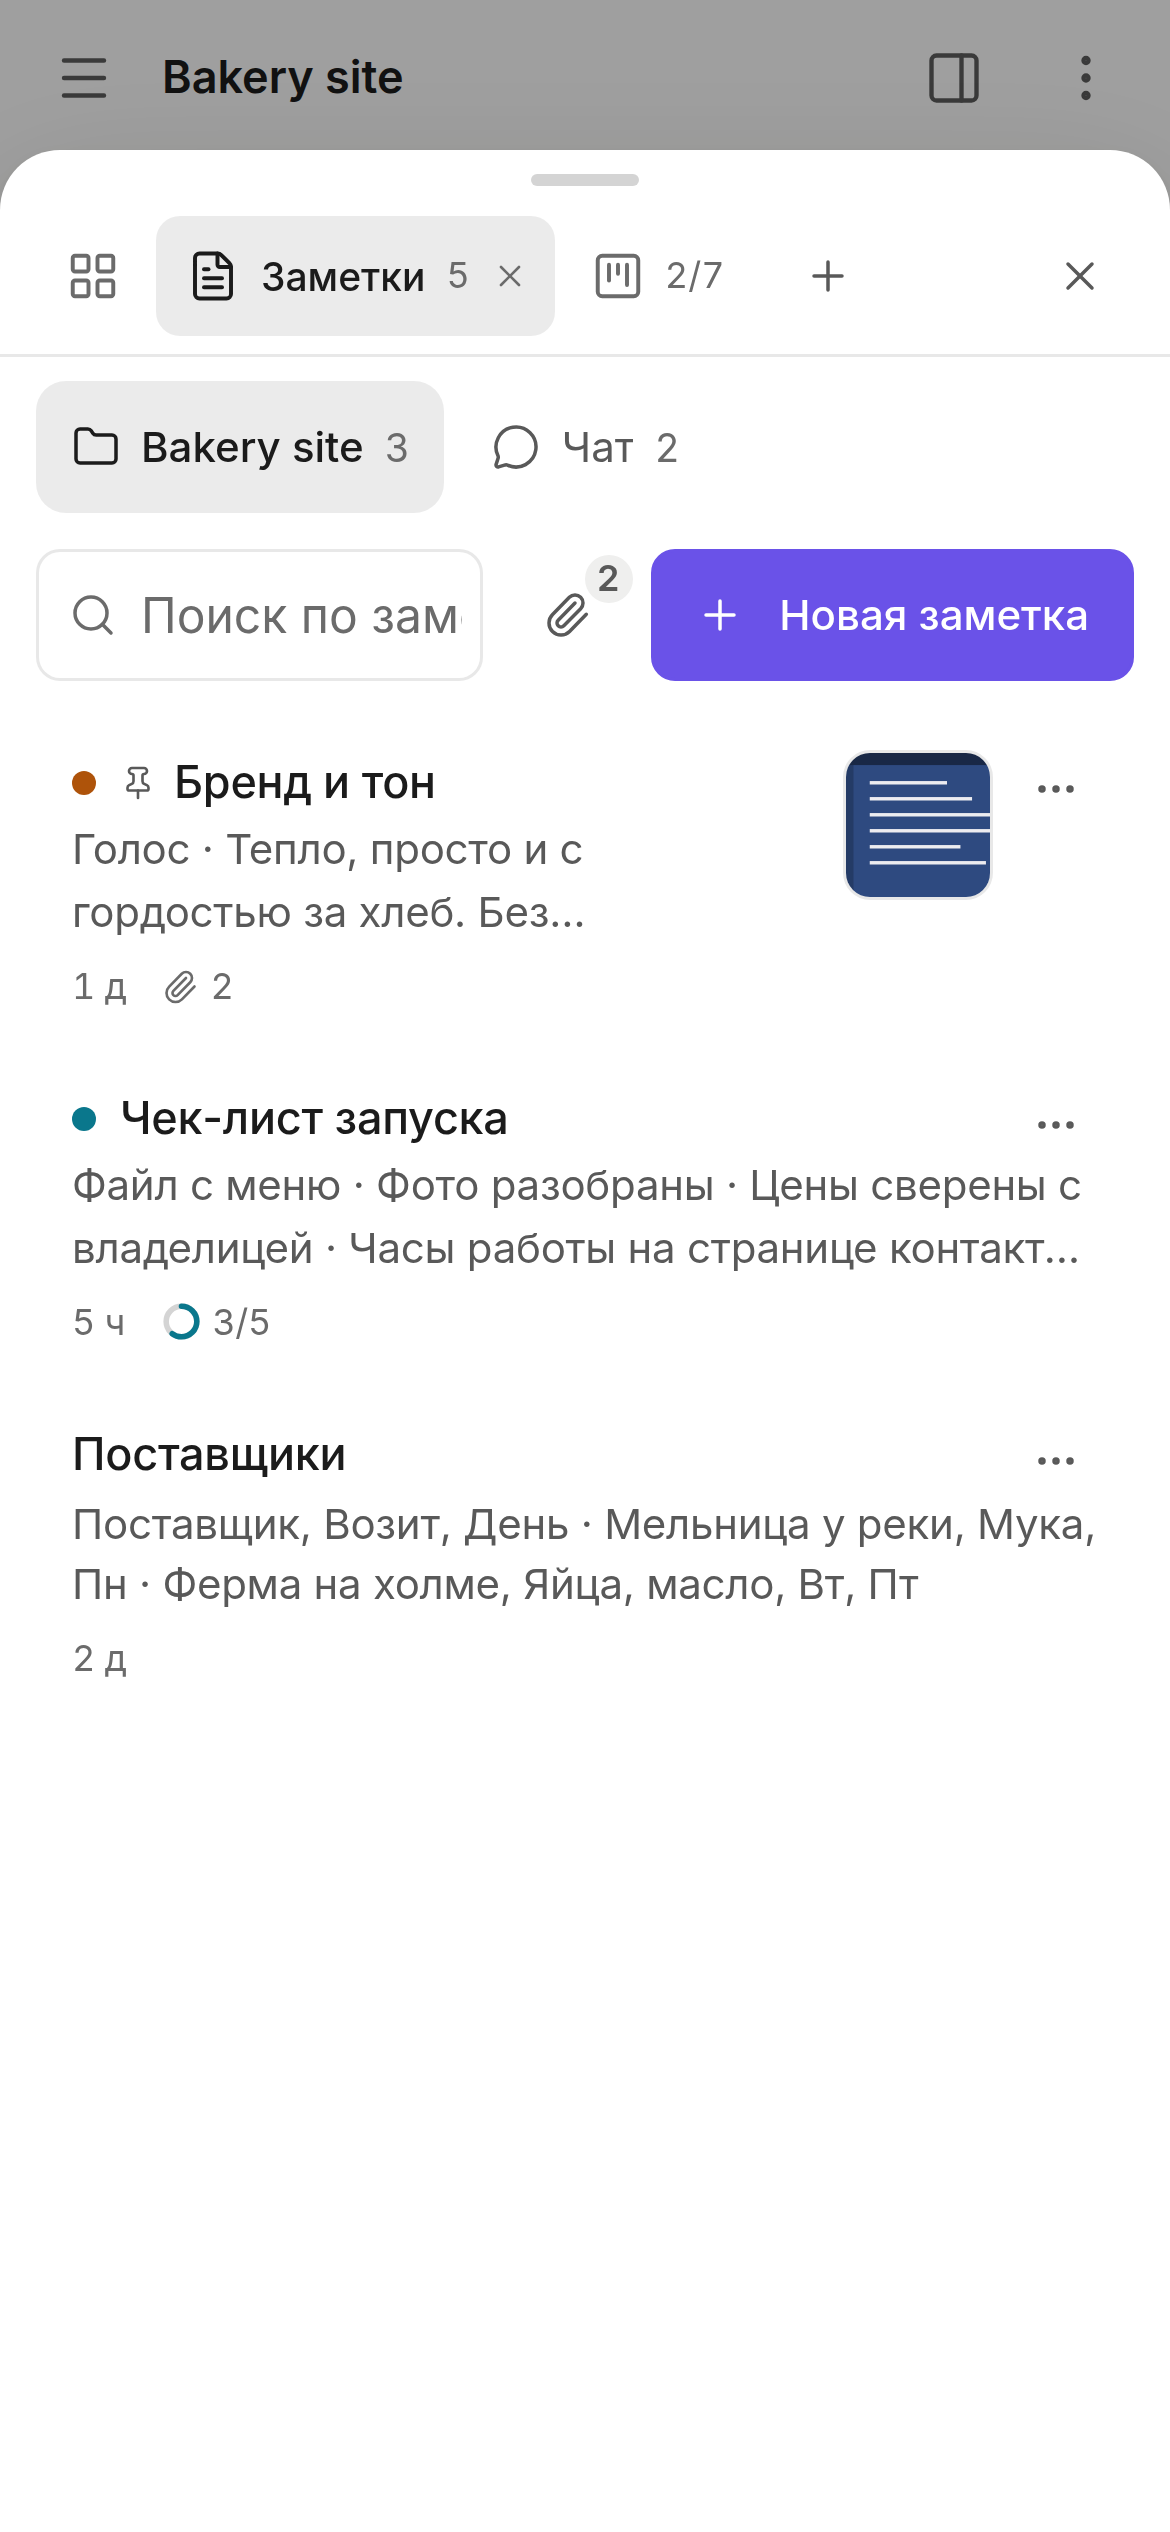 Bakery site
Заметки 5
2/7
Bakery site 3
Чат 2
Поиск по зам
2
Новая заметка
Бренд и тон
Голос · Тепло, просто и с
гордостью за хлеб. Без...
1 д 2
Чек-лист запуска
Файл с меню · Фото разобраны · Цены сверены с
владелицей · Часы работы на странице контакт...
5 ч 3/5
Поставщики
Поставщик, Возит, День · Мельница у реки, Мука,
Пн · Ферма на холме, Яйца, масло, Вт, Пт
2 д